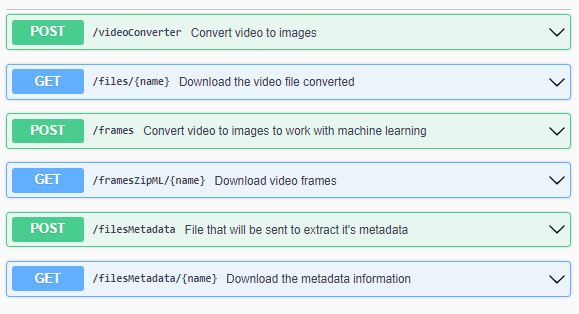 POST /videoConverter Convert video to images
GET /files/{name} Download the video file converted
POST /frames Convert video to images to work with machine learning
GET /framesZipML/{name} Download video frames
POST /filesMetadata File that will be sent to extract it's metadata
GET /filesMetadata/{name} Download the metadata information